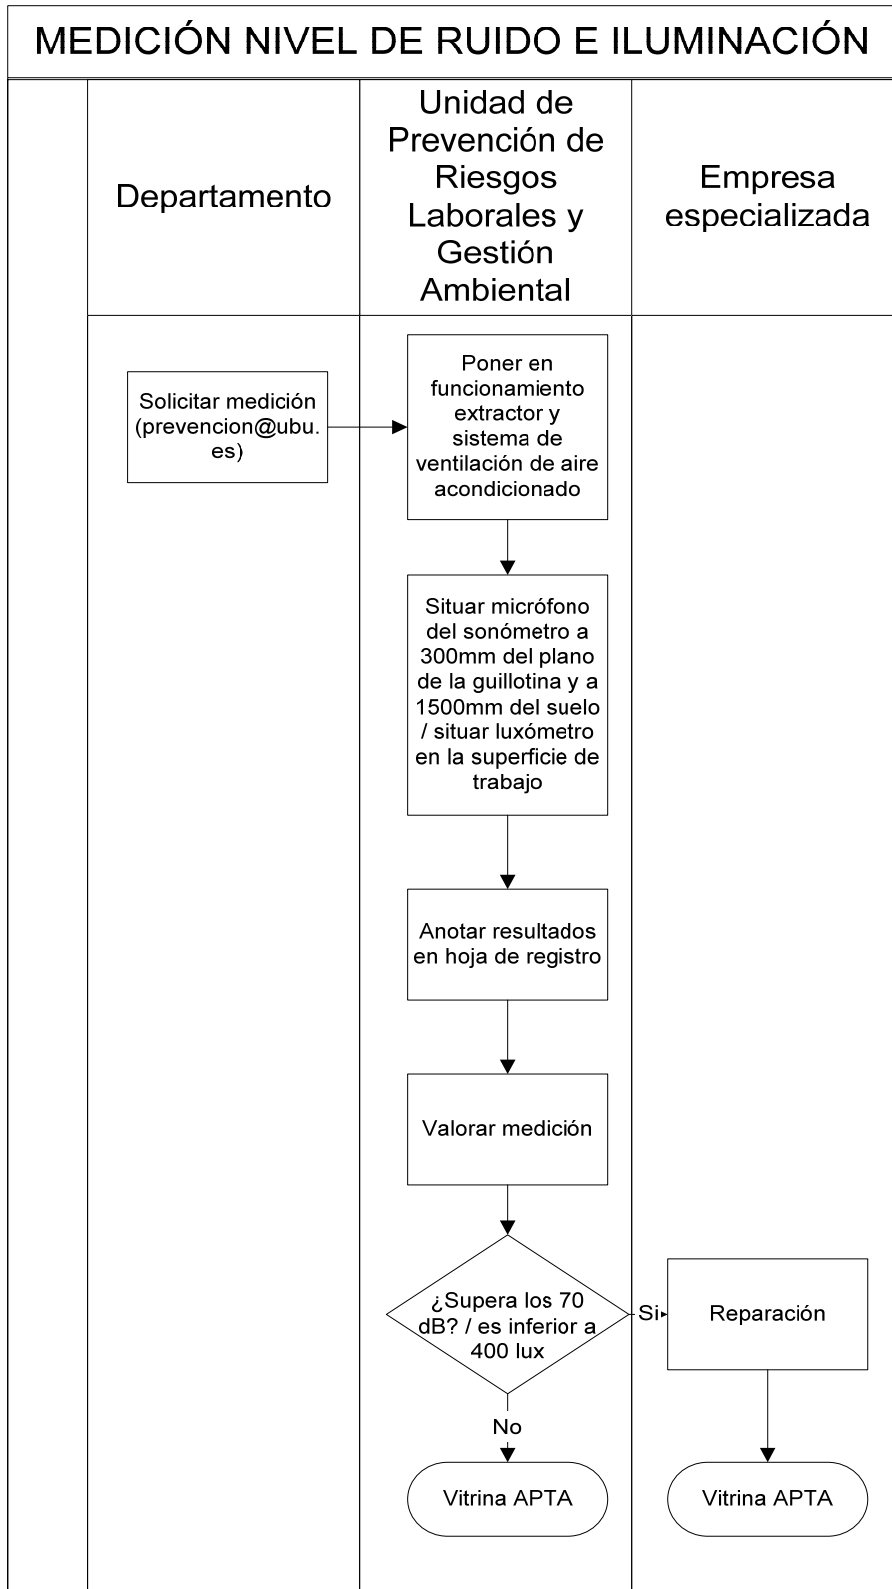 MEDICIÓN NIVEL DE RUIDO E ILUMINACIÓN
Departamento
Unidad de
Prevención de
Riesgos
Laborales y
Gestión
Ambiental
Empresa
especializada
Solicitar medición
(prevencion@ubu.
es)
Poner en
funcionamiento
extractor y
sistema de
ventilación de aire
acondicionado
Situar micrófono
del sonómetro a
300mm del plano
de la guillotina y a
1500mm del suelo
/ situar luxómetro
en la superficie de
trabajo
Anotar resultados
en hoja de registro
Valorar medición
¿Supera los 70
dB? / es inferior a
400 lux
Si
Reparación
No
Vitrina APTA
Vitrina APTA